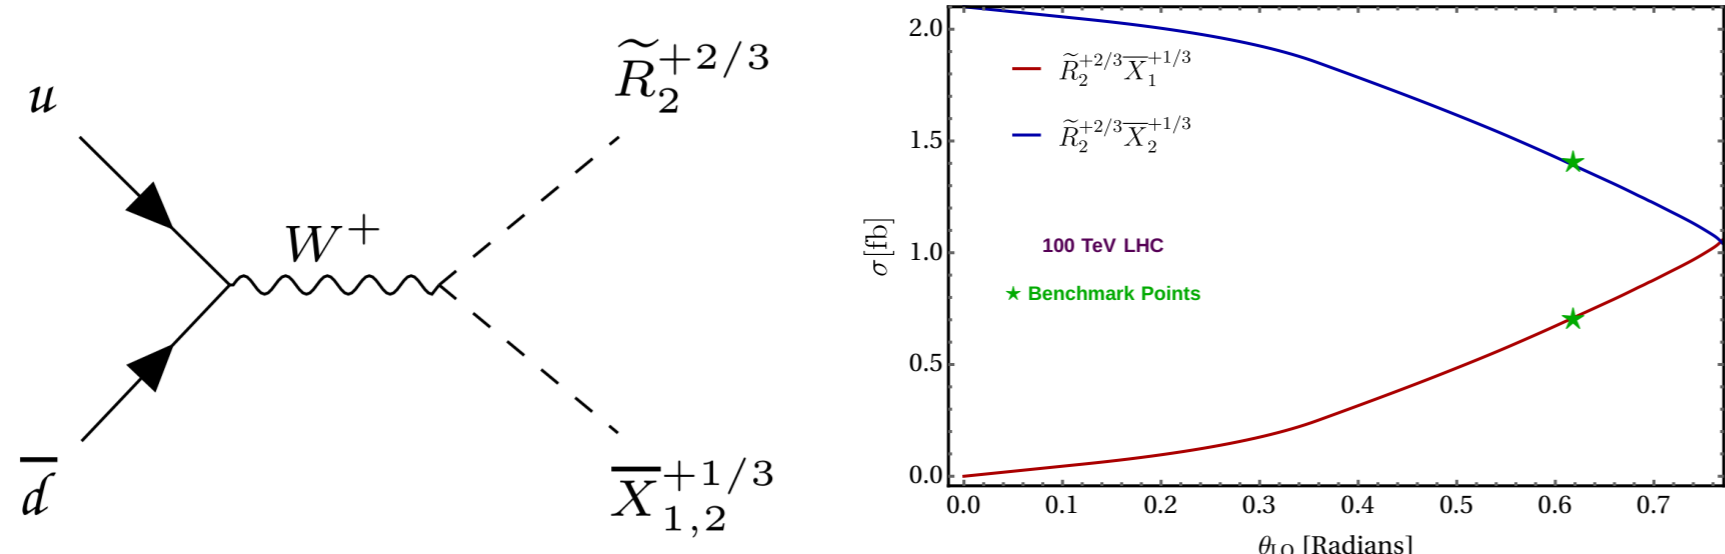 u
W⁺
R̃₂^{+2/3}
d̅
X̅_{1,2}^{+1/3}
σ[fb]
2.0
1.5
1.0
0.5
0.0
R̃₂^{+2/3} X̅₁^{+1/3}
R̃₂^{+2/3} X̅₂^{+1/3}
100 TeV LHC
★ Benchmark Points
0.0 0.1 0.2 0.3 0.4 0.5 0.6 0.7
[Radians]